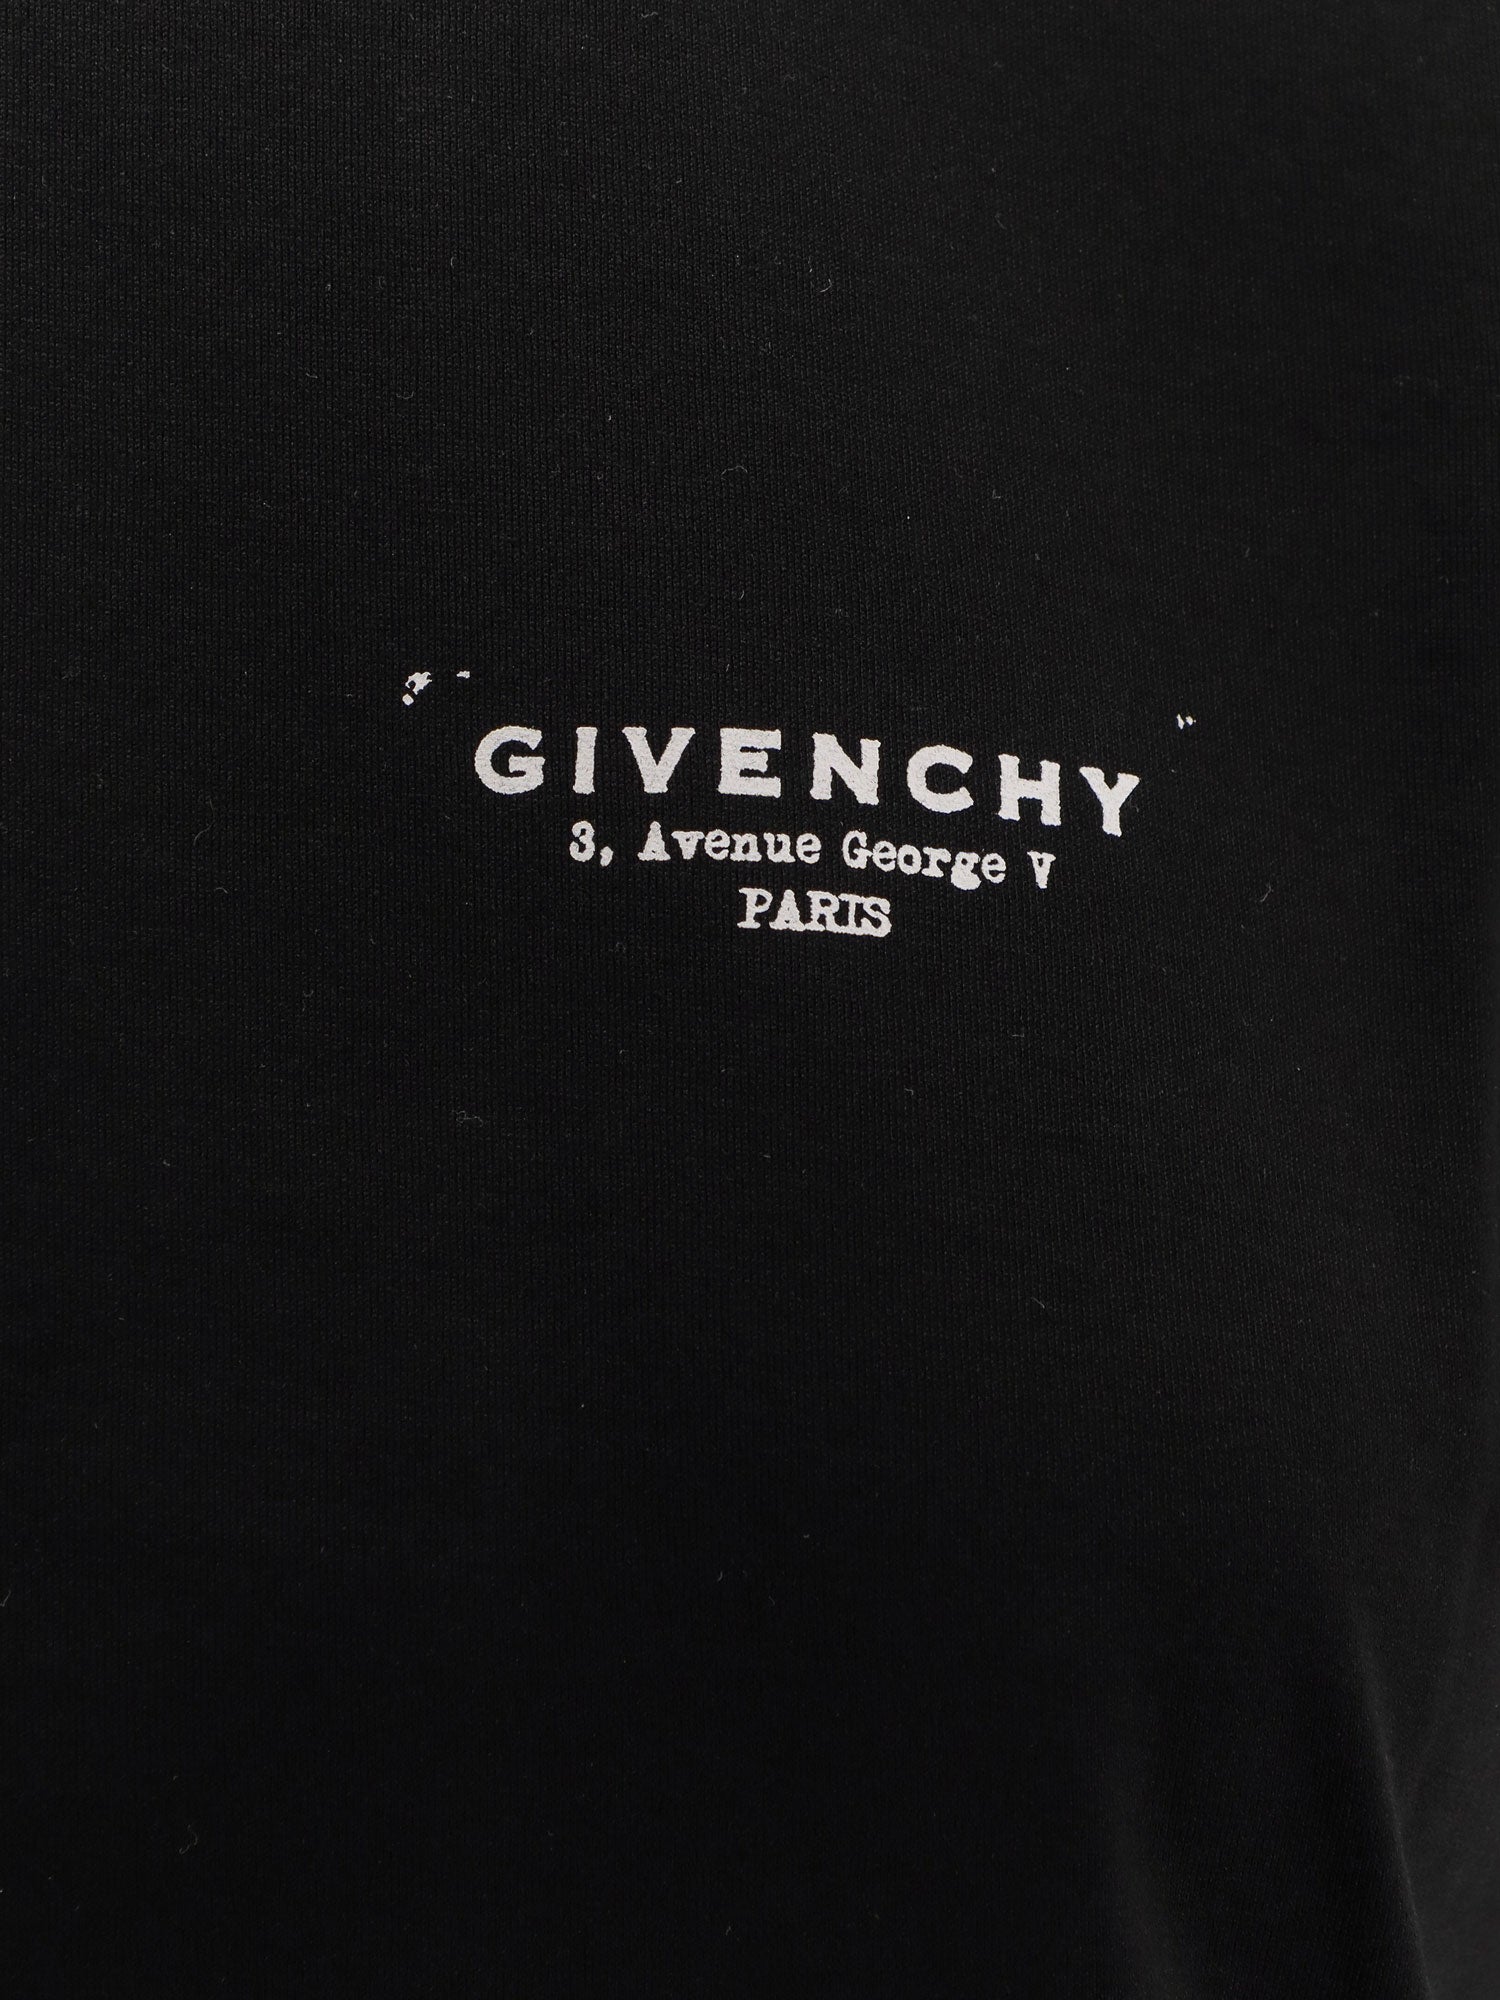 GIVENCHY
3, Avenue George V
PARIS